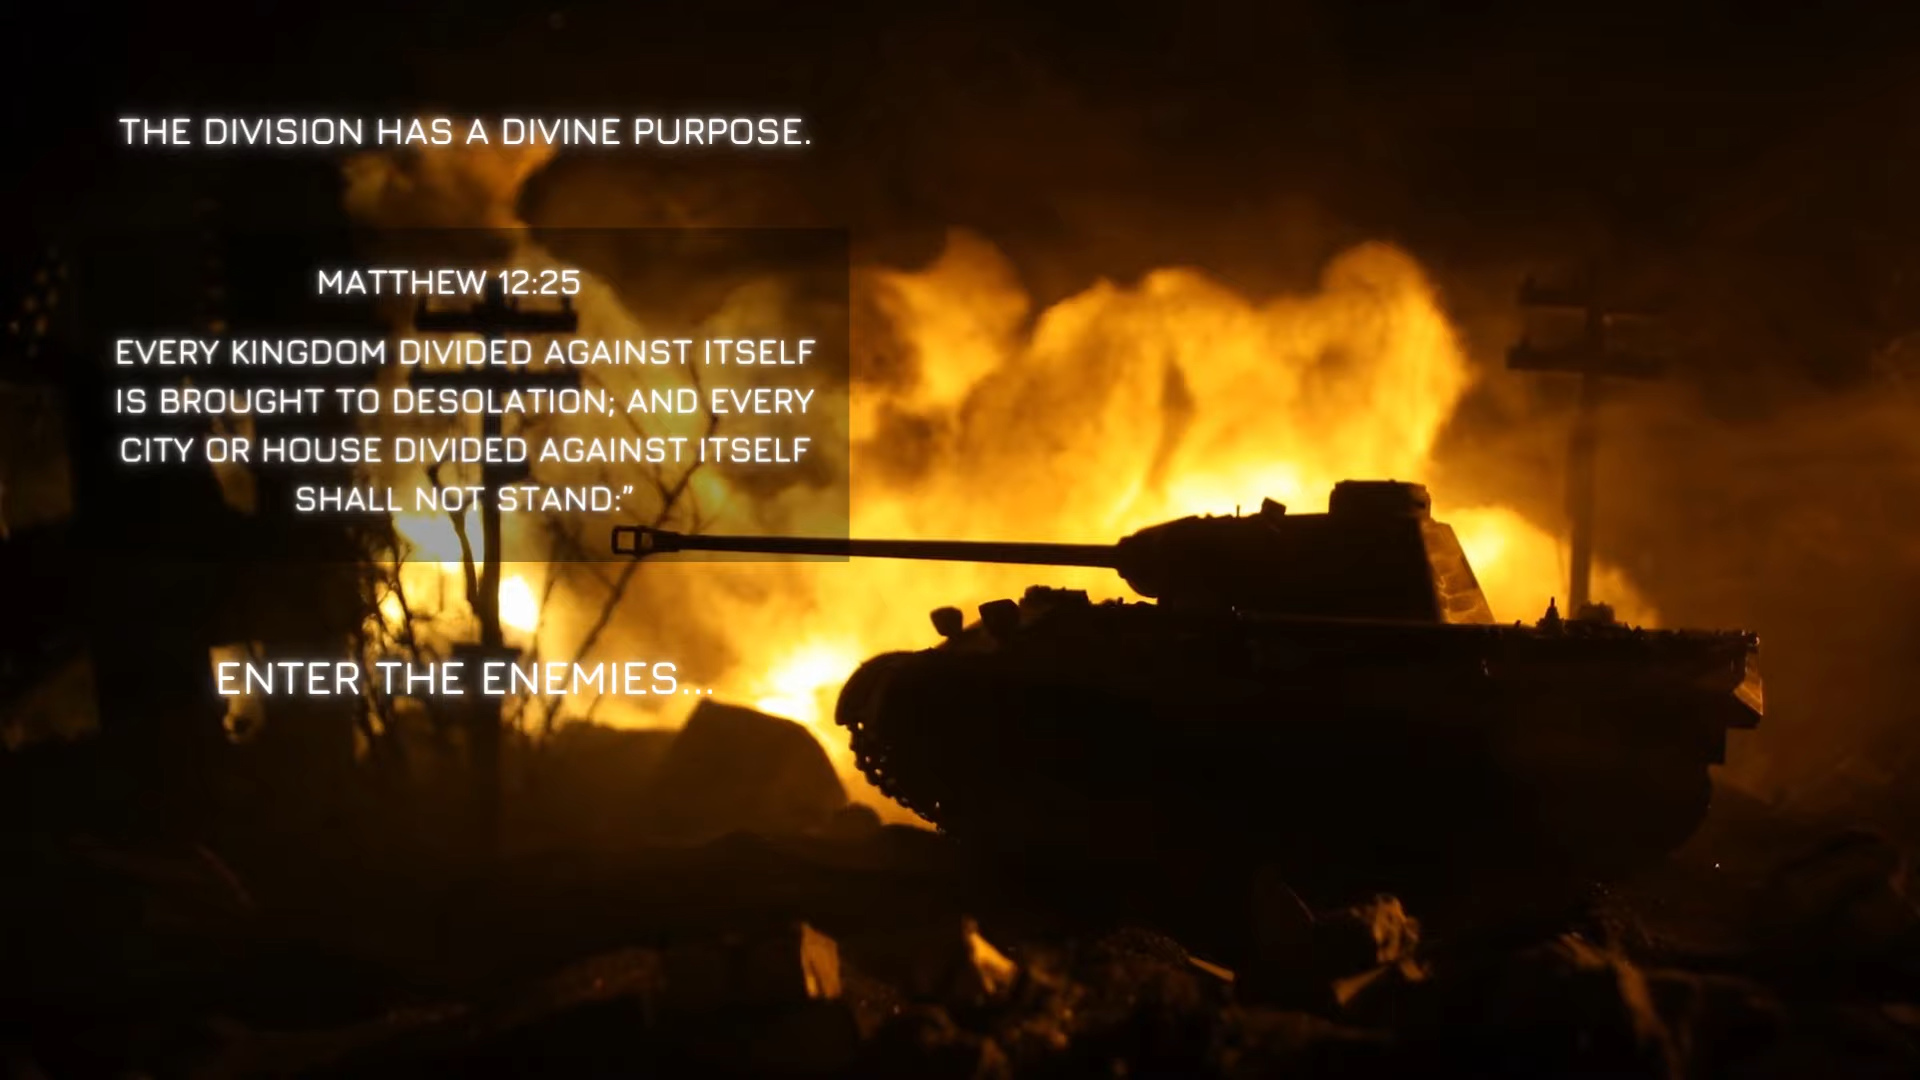 THE DIVISION HAS A DIVINE PURPOSE.
MATTHEW 12:25
EVERY KINGDOM DIVIDED AGAINST ITSELF
IS BROUGHT TO DESOLATION; AND EVERY
CITY OR HOUSE DIVIDED AGAINST ITSELF
SHALL NOT STAND:”
ENTER THE ENEMIES...